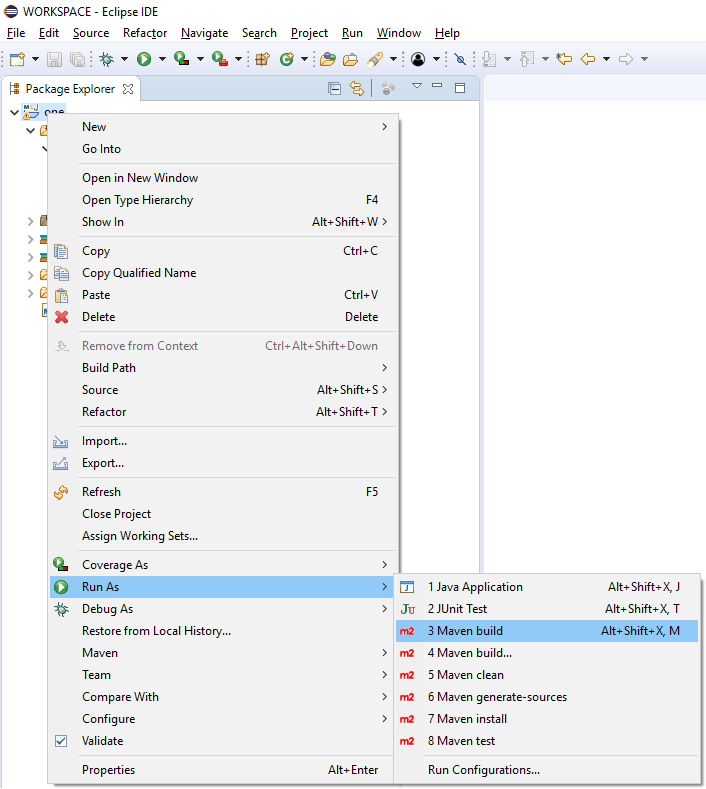 WORKSPACE - Eclipse IDE
File Edit Source Refactor Navigate Search Project Run Window Help
Package Explorer
one
New
Go Into
Open in New Window
Open Type Hierarchy F4
Show In Alt+Shift+W
Copy Ctrl+C
Copy Qualified Name
Paste Ctrl+V
Delete Delete
Remove from Context Ctrl+Alt+Shift+Down
Build Path
Source Alt+Shift+S
Refactor Alt+Shift+T
Import...
Export...
Refresh F5
Close Project
Assign Working Sets...
Coverage As
Run As
Debug As
Restore from Local History...
Maven
Team
Compare With
Configure
Validate
Properties Alt+Enter
1 Java Application Alt+Shift+X, J
Ju 2 JUnit Test Alt+Shift+X, T
m2 3 Maven build Alt+Shift+X, M
m2 4 Maven build...
m2 5 Maven clean
m2 6 Maven generate-sources
m2 7 Maven install
m2 8 Maven test
Run Configurations...